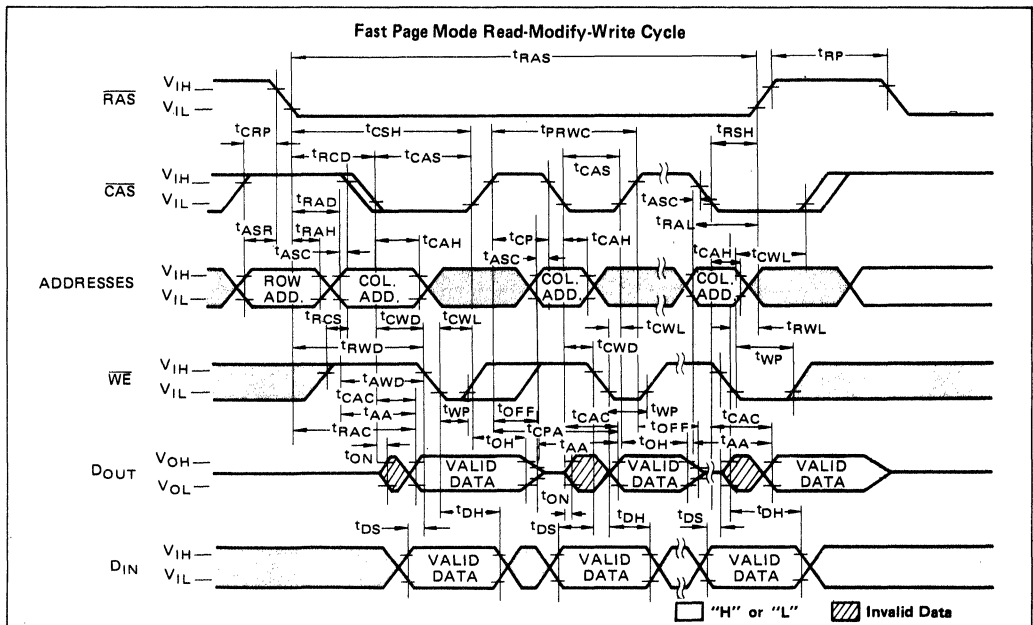 Fast Page Mode Read-Modify-Write Cycle
tRAS
tRP
RAS
VIH
VIL
tCRP
tCSH
tPRWC
tRSH
tRCD
tCAS
tCAS
CAS
VIH
VIL
tRAD
tASC
tRAL
tASR
tRAH
tASC
tCAH
tCP
tASC
tCAH
tCAH
tCWL
ADDRESSES
VIH
VIL
ROW ADD.
COL. ADD.
COL. ADD.
COL. ADD.
tRCS
tCWD
tCWL
tCWL
tRWL
tRWD
tCWD
tWP
WE
VIH
VIL
tAWD
tCAC
tWP
tOFF
tCAC
tWP
tOFF
tCAC
tAA
tCPA
tAA
tRAC
tOH
tAA
tOH
tON
DOUT
VOH
VOL
VALID DATA
VALID DATA
VALID DATA
tON
tDS
tDH
tDS
tDH
tDS
tDH
DIN
VIH
VIL
VALID DATA
VALID DATA
VALID DATA
"H" or "L"
Invalid Data